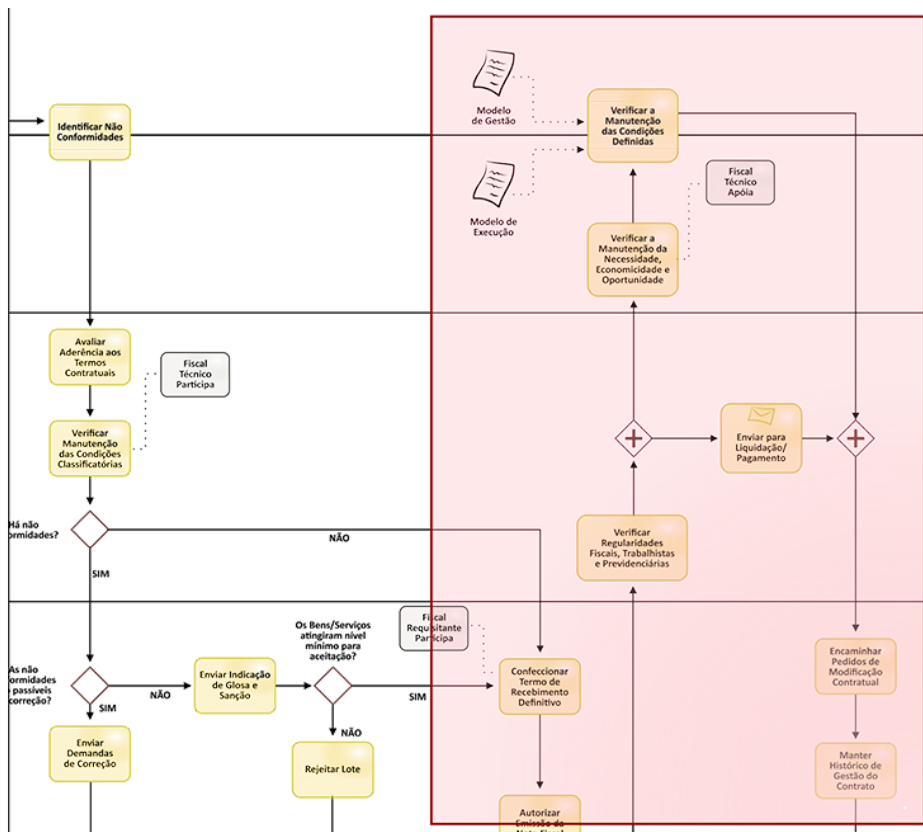 Identificar Não
Conformidades
Avaliar
Aderência aos
Termos
Contratuais
Fiscal
Técnico
Participa
Verificar
Manutenção
das Condições
Classificatórias
Há não
ormidades?
NÃO
SIM
As não
formidades
passíveis
correção?
NÃO
SIM
Enviar
Demandas
de Correção
Enviar Indicação
de Glosa e
Sanção
Os Bens/Serviços
atingiram nível
mínimo para
aceitação?
SIM
NÃO
Rejeitar Lote
Modelo
de Gestão
Modelo de
Execução
Verificar a
Manutenção
das Condições
Definidas
Fiscal
Técnico
Apóia
Verificar a
Manutenção da
Necessidade,
Economicidade e
Oportunidade
Enviar para
Liquidação/
Pagamento
Verificar
Regularidades
Fiscais, Trabalhistas
e Previdenciárias
Fiscal
Requisitante
Participa
Confeccionar
Termo de
Recebimento
Definitivo
Autorizar
Emissão da
Nota Fiscal
Encaminhar
Pedidos de
Modificação
Contratual
Manter
Histórico de
Gestão do
Contrato